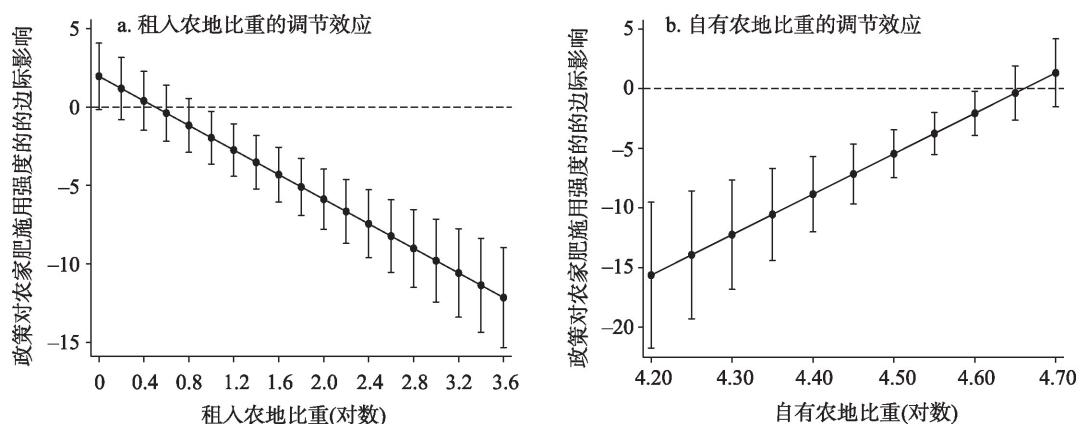 a. 租入农地比重的调节效应
政策对农家肥施用强度的的边际影响
5
0
-5
-10
-15
0 0.4 0.8 1.2 1.6 2.0 2.4 2.8 3.2 3.6
租入农地比重(对数)
b. 自有农地比重的调节效应
政策对农家肥施用强度的的边际影响
5
0
-5
-10
-15
-20
4.20 4.30 4.40 4.50 4.60 4.70
自有农地比重(对数)